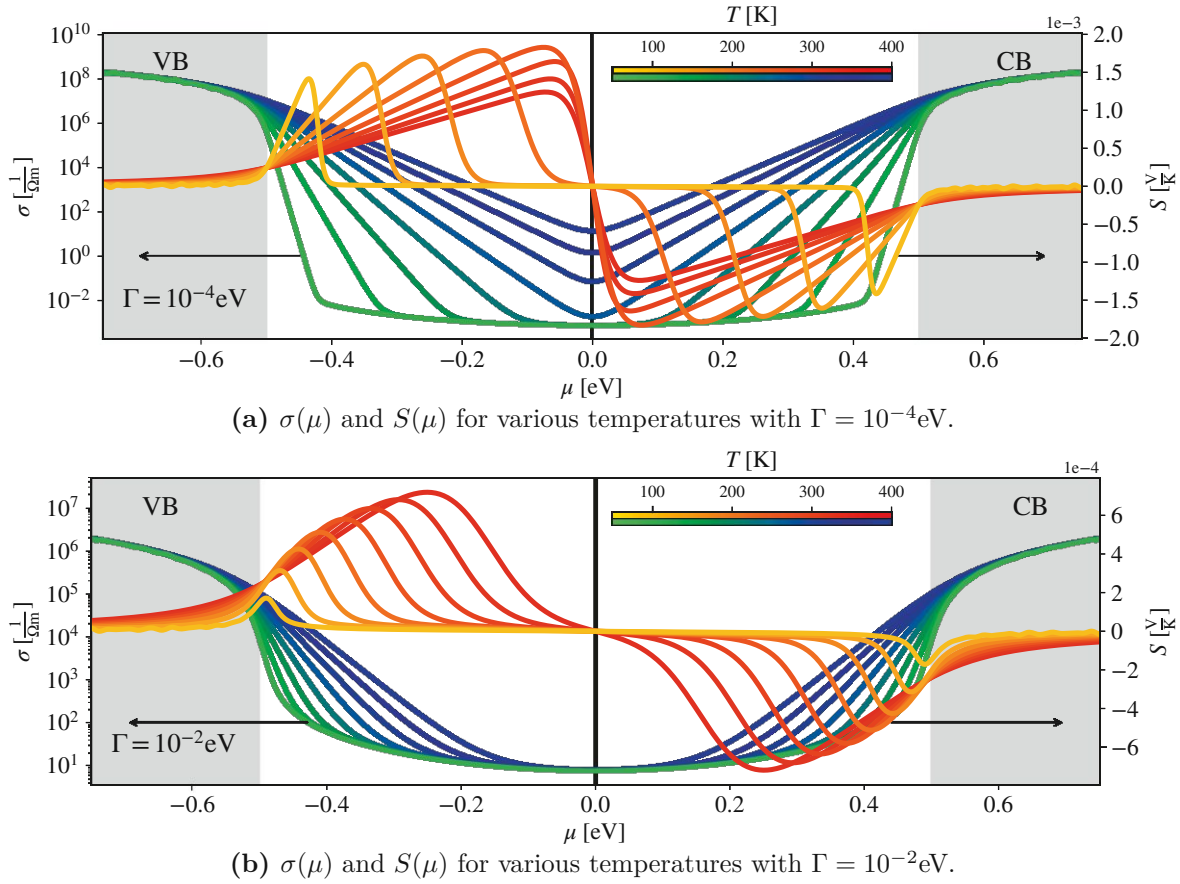 T [K]
1e−3
100 200 300 400
VB
CB
10^10
10^8
10^6
10^4
10^2
10^0
10^−2
σ [1/Ωm]
2.0
1.5
1.0
0.5
0.0
−0.5
−1.0
−1.5
−2.0
S [V/K]
Γ = 10^−4 eV
−0.6 −0.4 −0.2 0.0 0.2 0.4 0.6
μ [eV]
(a) σ(μ) and S(μ) for various temperatures with Γ = 10^−4eV.
T [K]
1e−4
100 200 300 400
VB
CB
10^7
10^6
10^5
10^4
10^3
10^2
10^1
σ [1/Ωm]
6
4
2
0
−2
−4
−6
S [V/K]
Γ = 10^−2 eV
−0.6 −0.4 −0.2 0.0 0.2 0.4 0.6
μ [eV]
(b) σ(μ) and S(μ) for various temperatures with Γ = 10^−2eV.